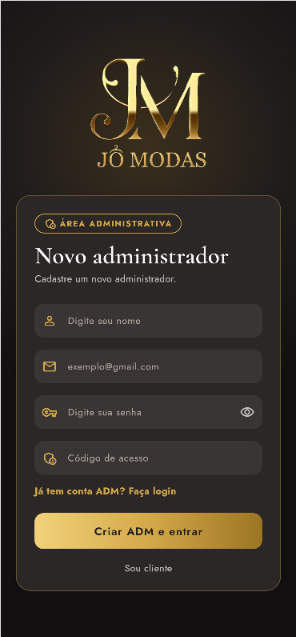 JM
JÔ MODAS
ÁREA ADMINISTRATIVA
Novo administrador
Cadastre um novo administrador.
Digite seu nome
exemplo@gmail.com
Digite sua senha
Código de acesso
Já tem conta ADM? Faça login
Criar ADM e entrar
Sou cliente